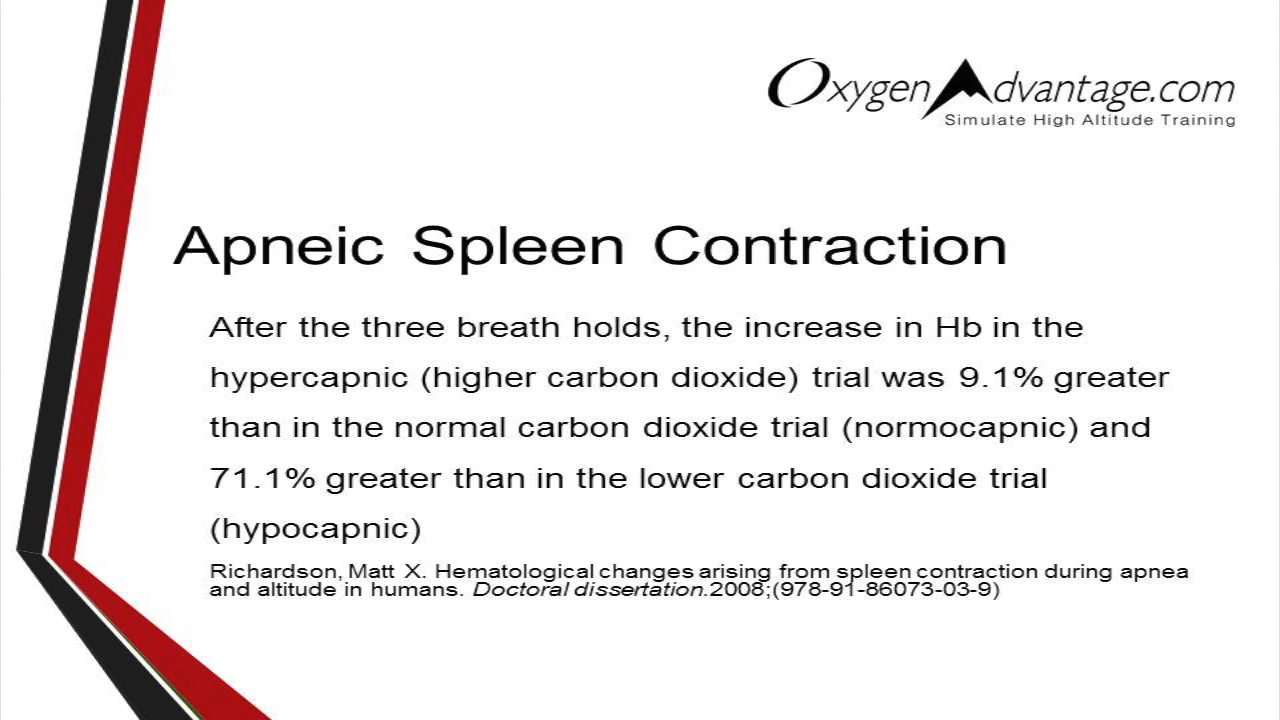 OxygenAdvantage.com
Simulate High Altitude Training
Apneic Spleen Contraction
After the three breath holds, the increase in Hb in the
hypercapnic (higher carbon dioxide) trial was 9.1% greater
than in the normal carbon dioxide trial (normocapnic) and
71.1% greater than in the lower carbon dioxide trial
(hypocapnic)
Richardson, Matt X. Hematological changes arising from spleen contraction during apnea
and altitude in humans. Doctoral dissertation.2008;(978-91-86073-03-9)